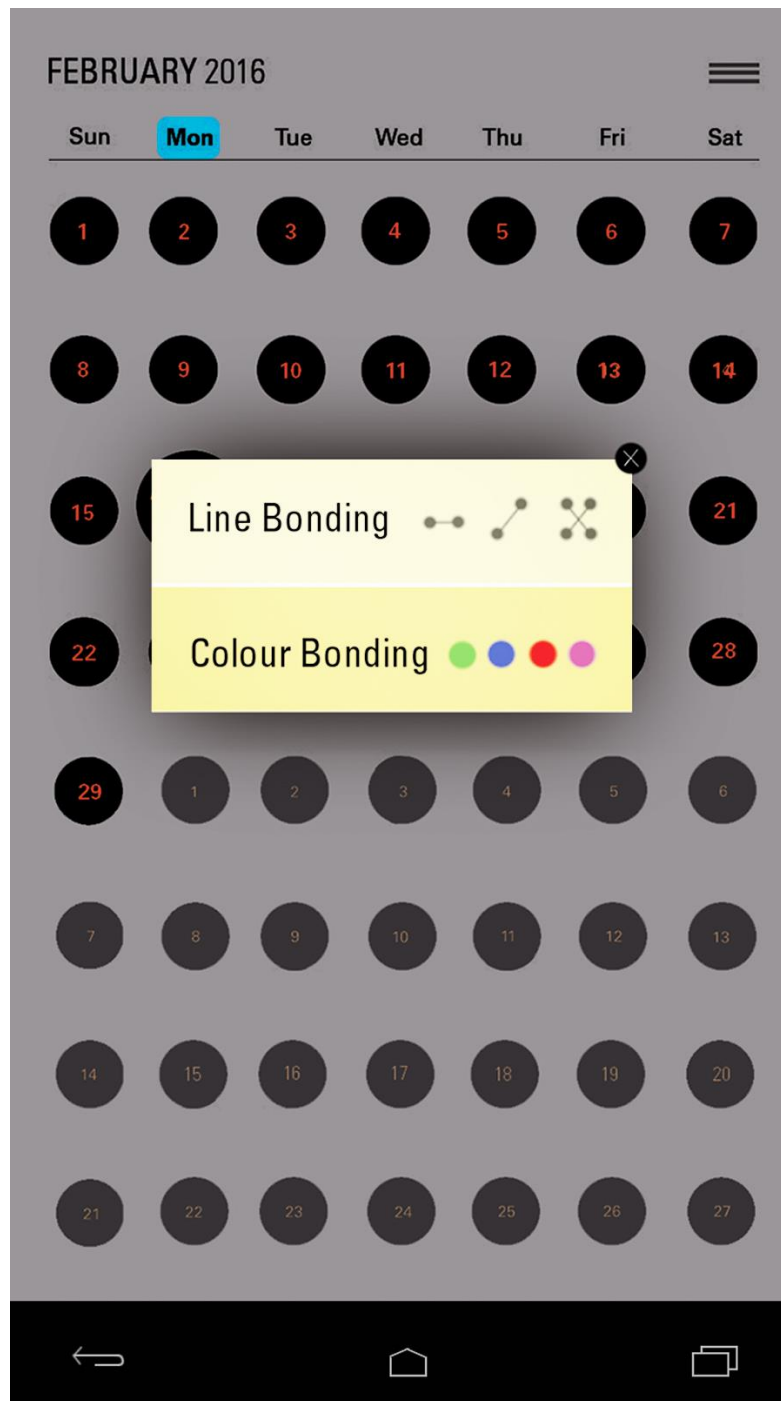 FEBRUARY 2016
Sun Mon Tue Wed Thu Fri Sat
1 2 3 4 5 6 7
8 9 10 11 12 13 14
15 21
Line Bonding
22 28
Colour Bonding
29 1 2 3 4 5 6
7 8 9 10 11 12 13
14 15 16 17 18 19 20
21 22 23 24 25 26 27